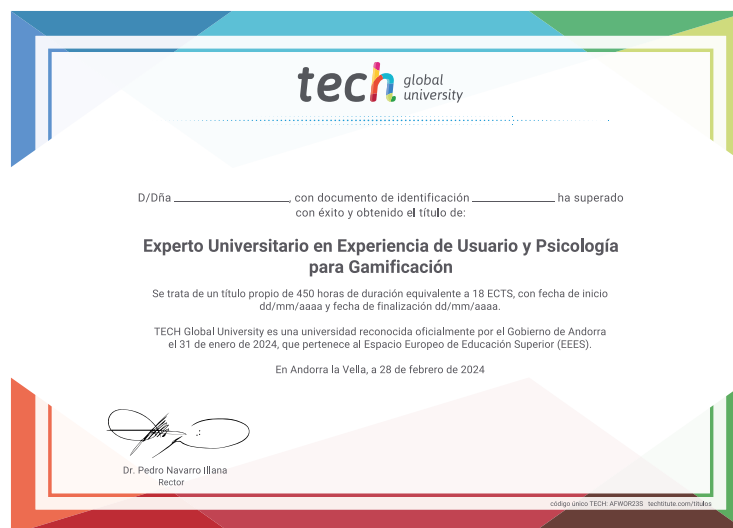 tech global university
D/Dña ____________, con documento de identificación ____________ ha superado
con éxito y obtenido el título de:
Experto Universitario en Experiencia de Usuario y Psicología
para Gamificación
Se trata de un título propio de 450 horas de duración equivalente a 18 ECTS, con fecha de inicio
dd/mm/aaaa y fecha de finalización dd/mm/aaaa.
TECH Global University es una universidad reconocida oficialmente por el Gobierno de Andorra
el 31 de enero de 2024, que pertenece al Espacio Europeo de Educación Superior (EEES).
En Andorra la Vella, a 28 de febrero de 2024
Dr. Pedro Navarro Illana
Rector
código único TECH: AFWOR23S techtitute.com/titulos